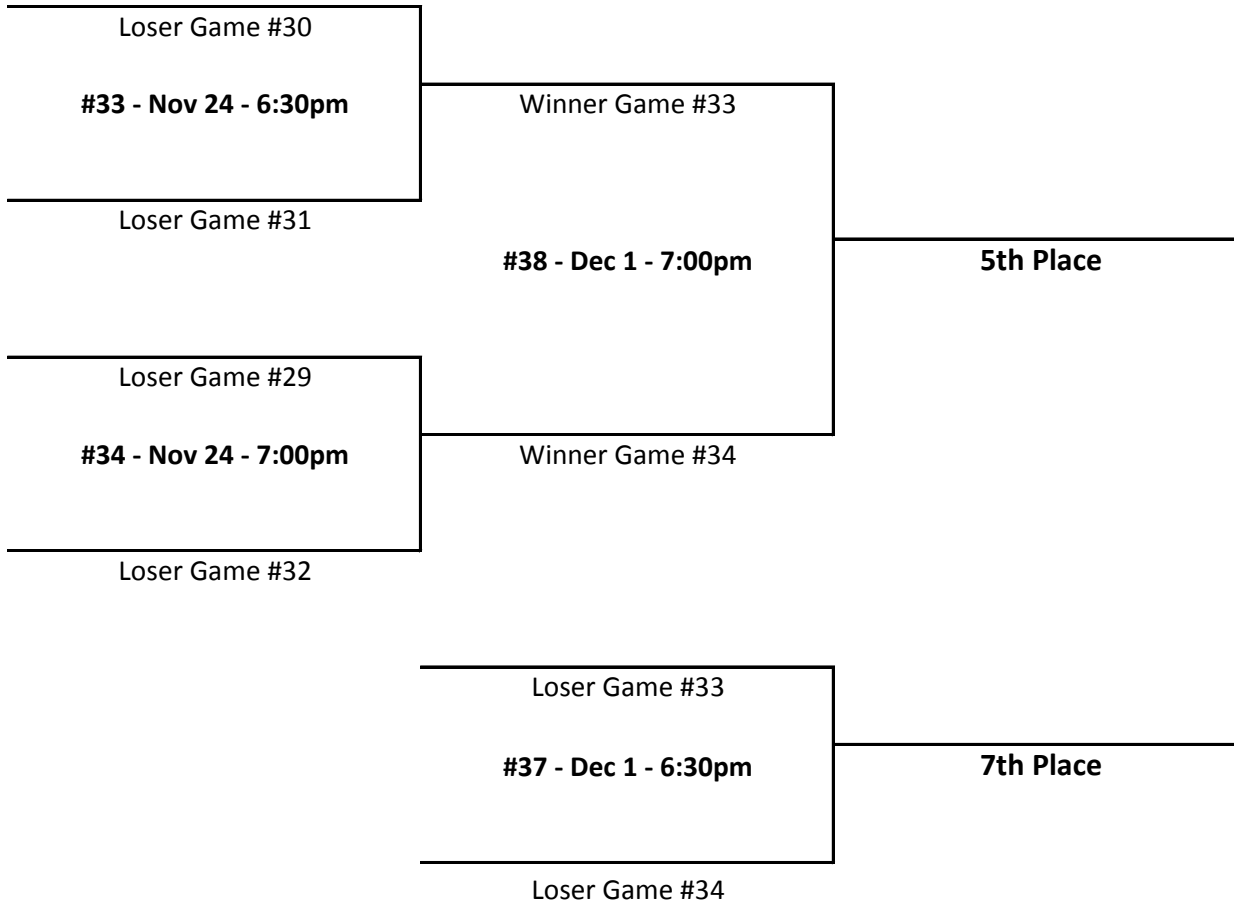 Loser Game #30
#33 - Nov 24 - 6:30pm
Winner Game #33
Loser Game #31
#38 - Dec 1 - 7:00pm
5th Place
Loser Game #29
#34 - Nov 24 - 7:00pm
Winner Game #34
Loser Game #32
Loser Game #33
#37 - Dec 1 - 6:30pm
7th Place
Loser Game #34